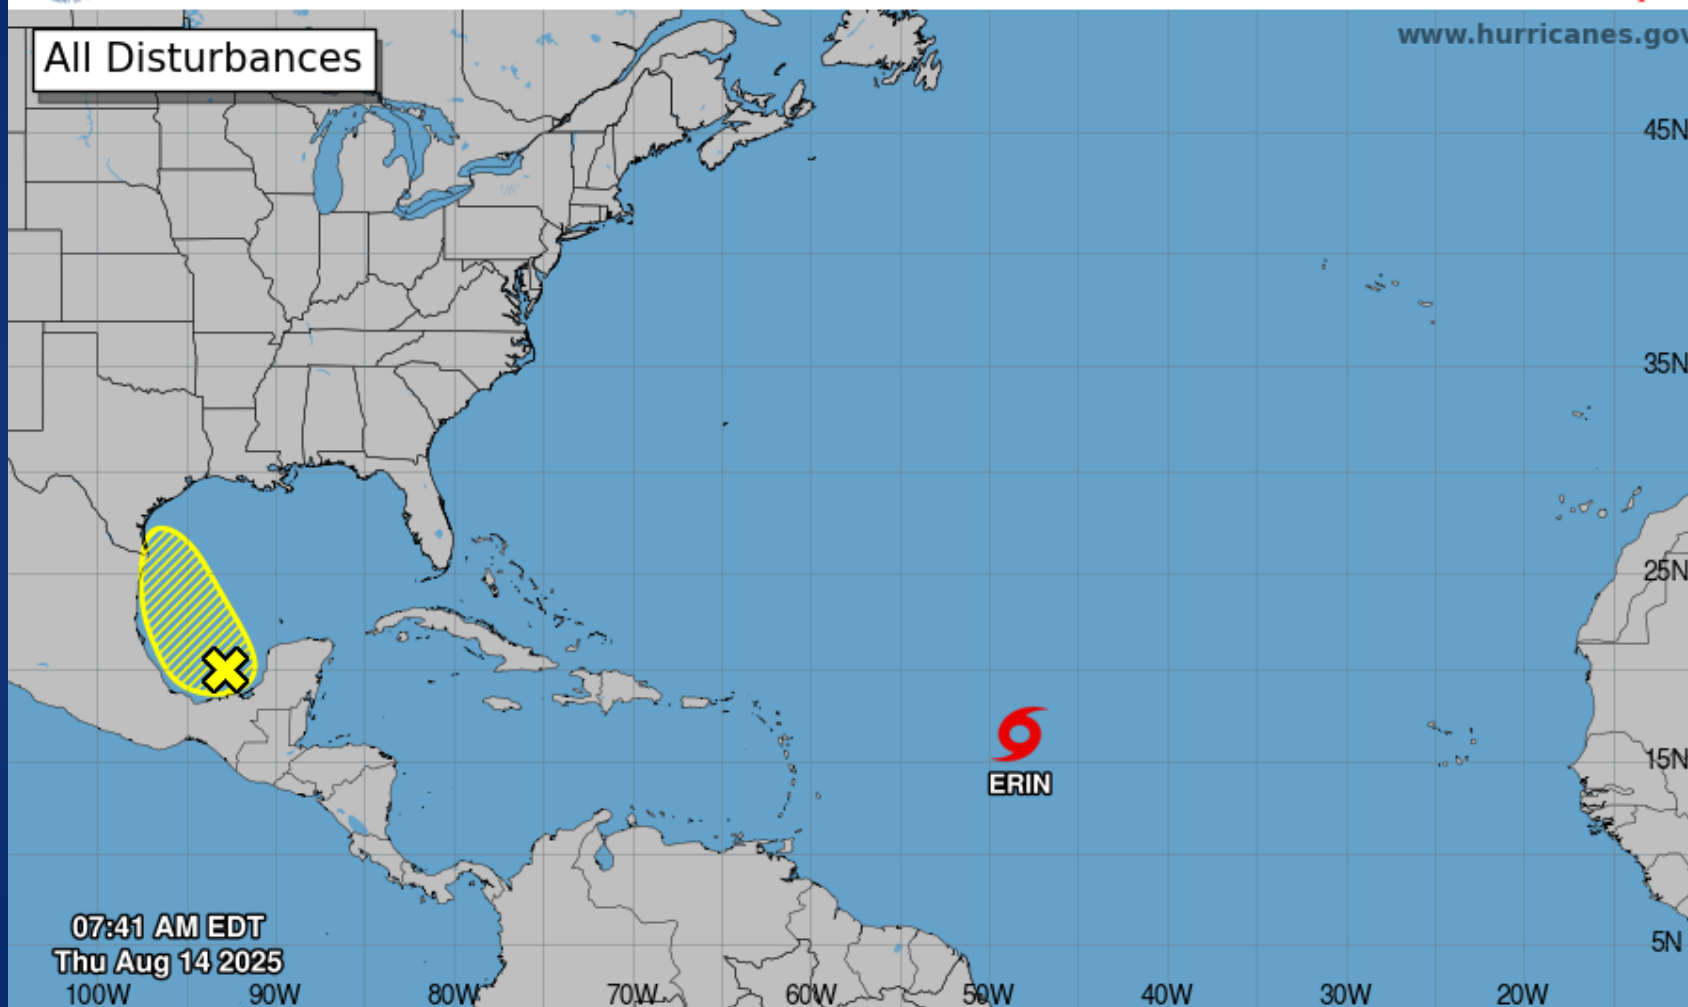 All Disturbances
www.hurricanes.gov
45N
35N
25N
15N
ERIN
5N
07:41 AM EDT
Thu Aug 14 2025
100W 90W 80W 70W 60W 50W 40W 30W 20W